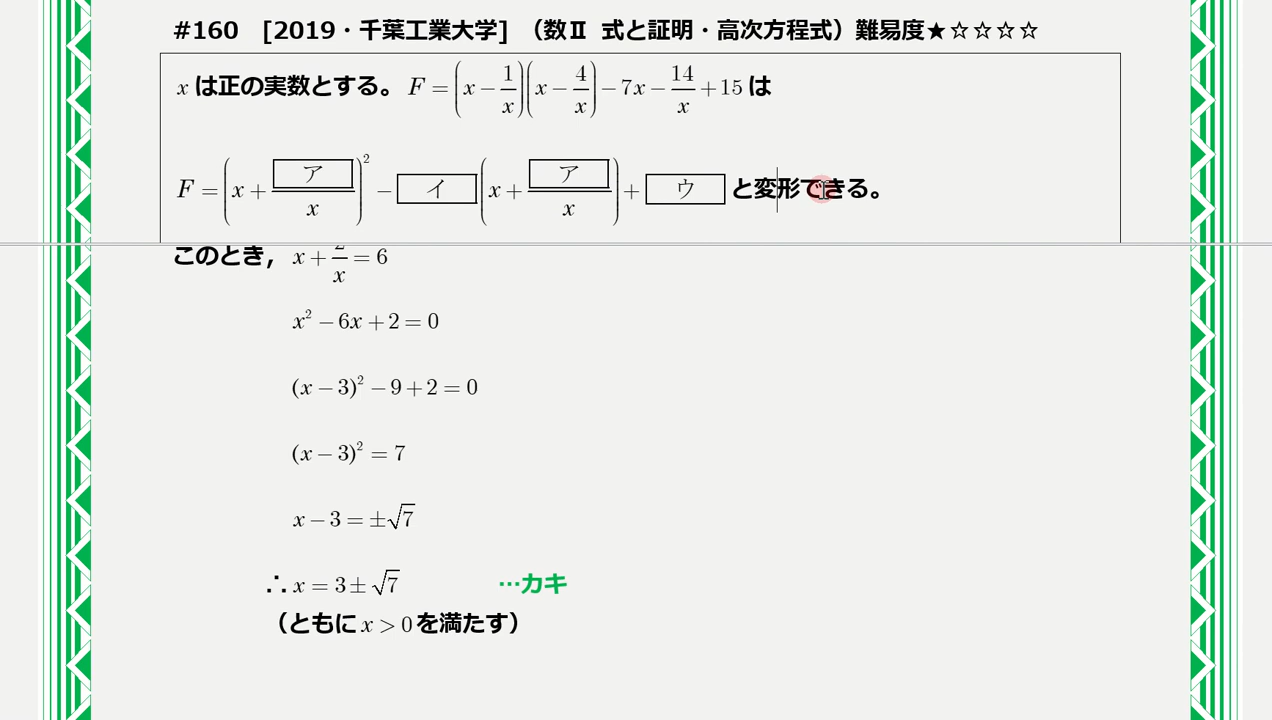 #160 [2019・千葉工業大学] （数Ⅱ 式と証明・高次方程式）難易度★☆☆☆☆
x は正の実数とする。 F = (x − 1/x)(x − 4/x) − 7x − 14/x + 15 は
F = (x + ア/x)² − イ (x + ア/x) + ウ と変形できる。
このとき， x + 2/x = 6
x² − 6x + 2 = 0
(x − 3)² − 9 + 2 = 0
(x − 3)² = 7
x − 3 = ±√7
∴ x = 3 ± √7 …カキ
（ともに x > 0 を満たす）